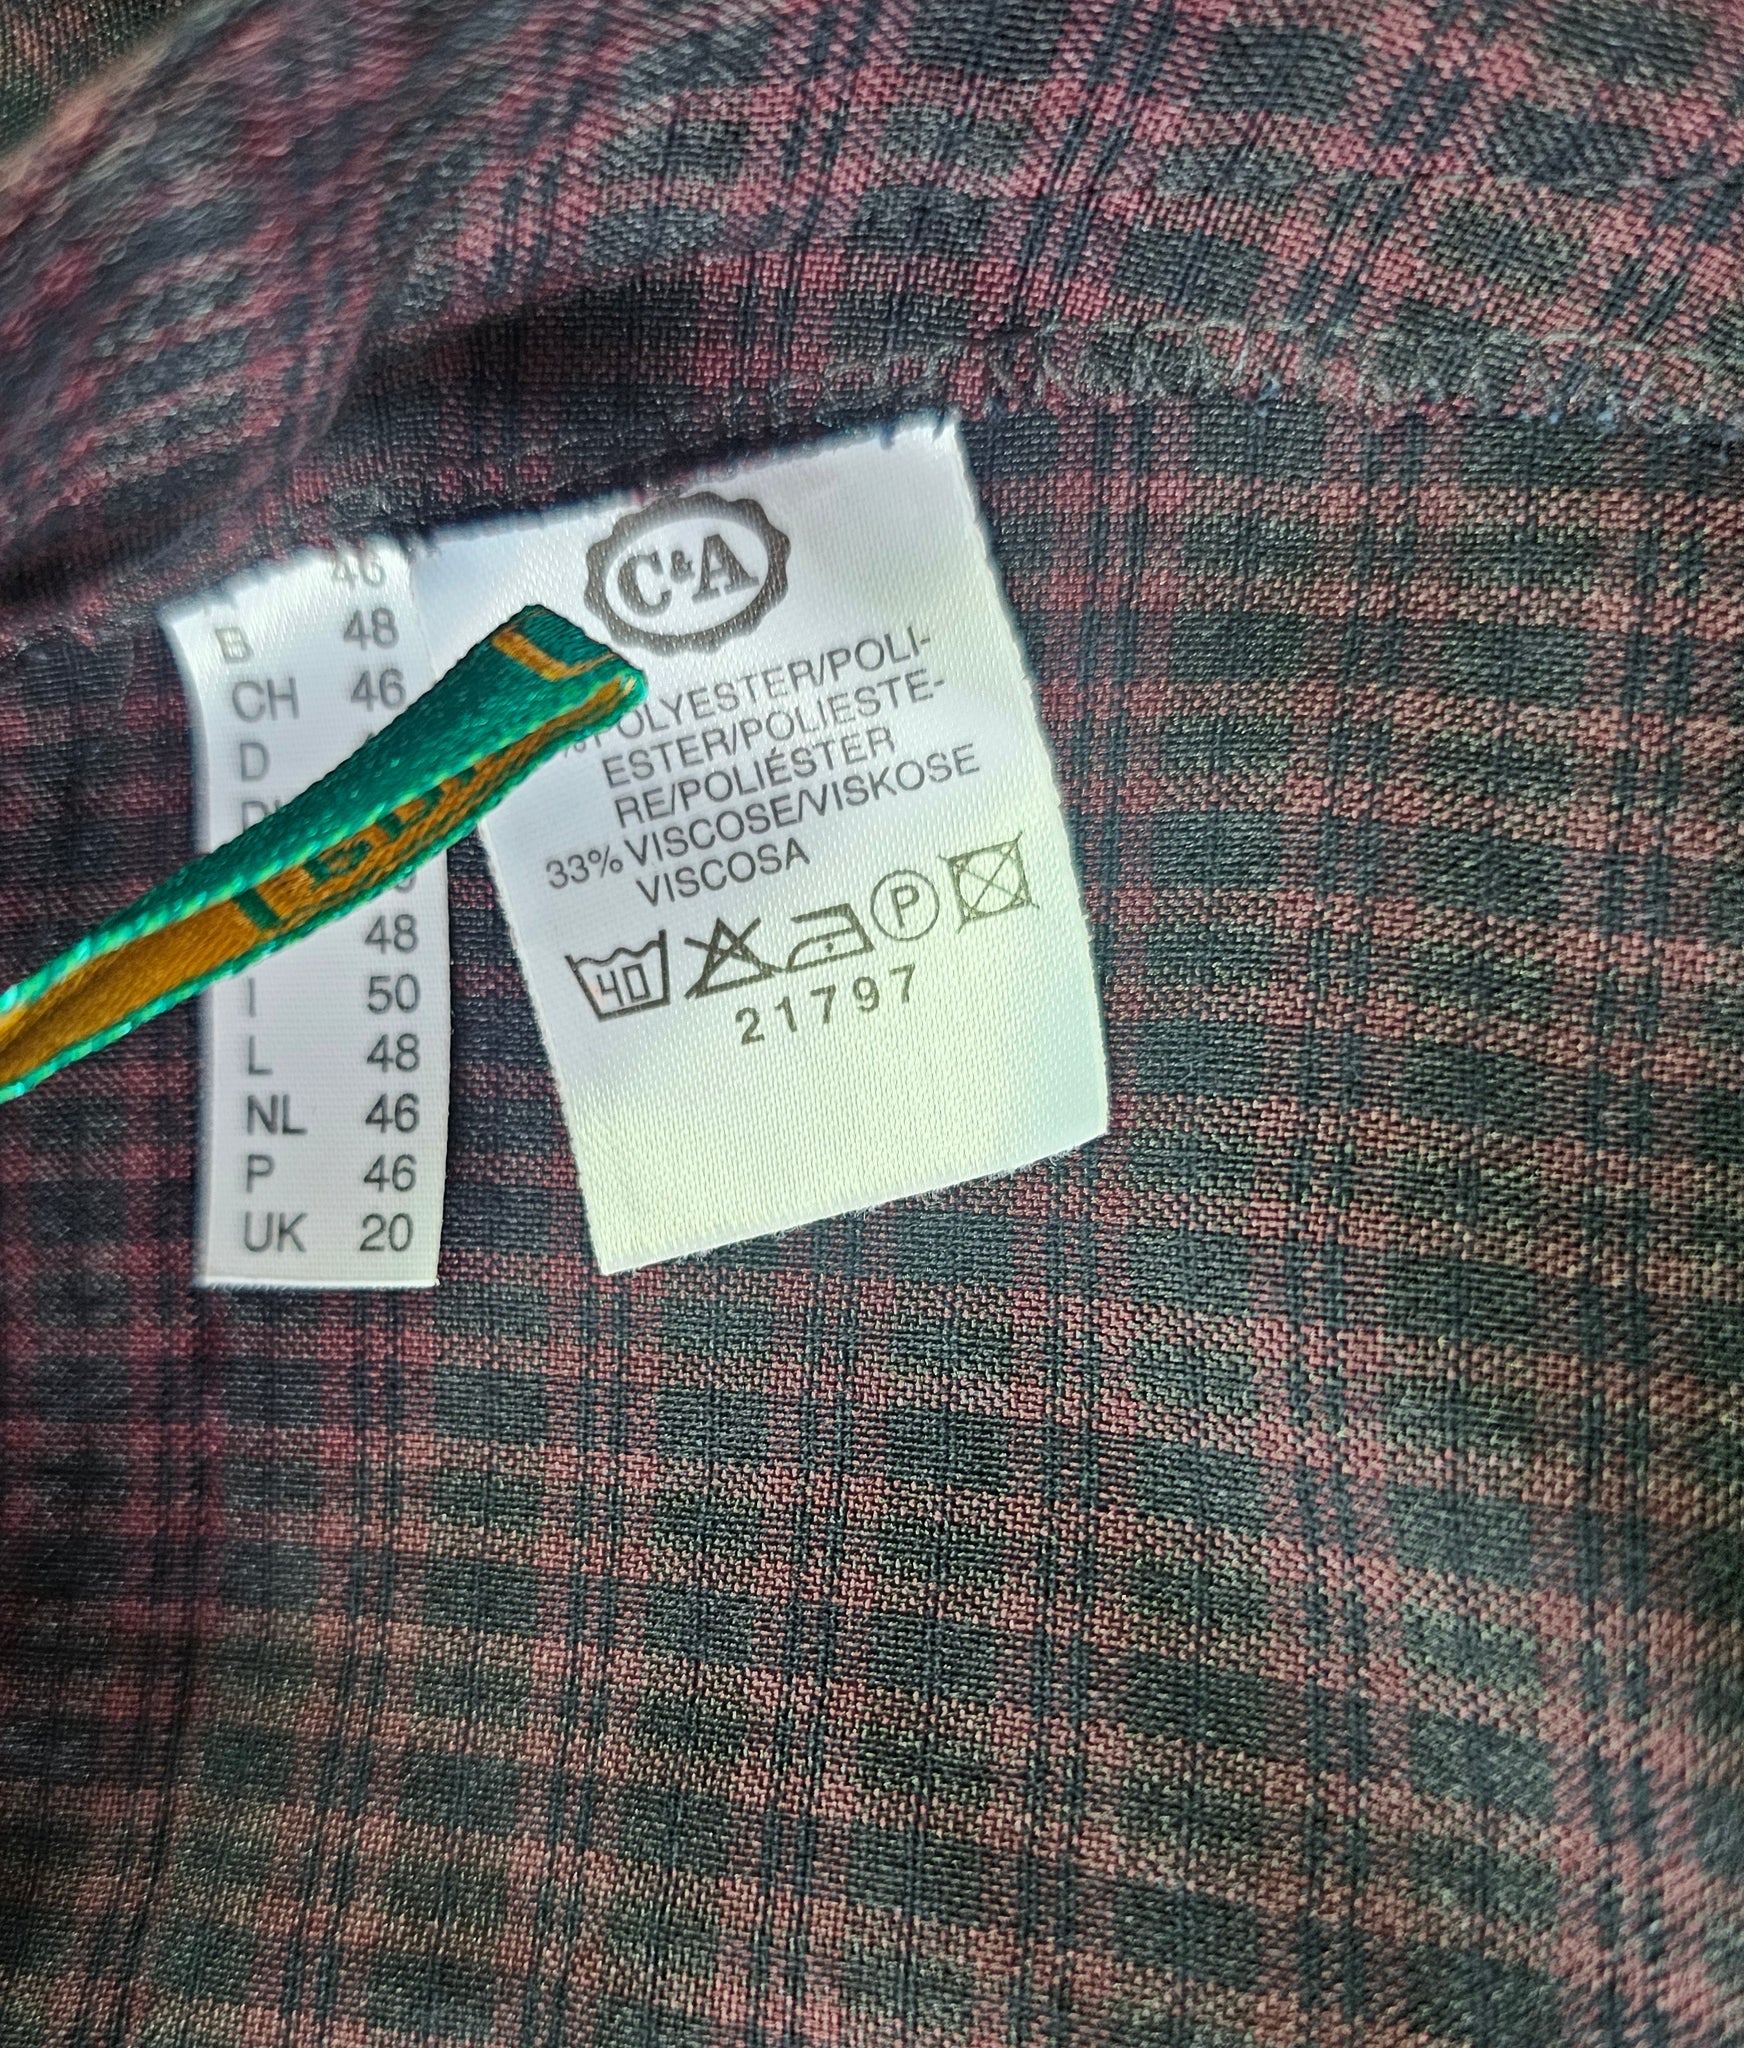 46
B 48
CH 46
D
48
I 50
L 48
NL 46
P 46
UK 20
C&A
POLYESTER/POLI-
ESTER/POLIESTE-
RE/POLIÉSTER
33% VISCOSE/VISKOSE
VISCOSA
40
P
21797